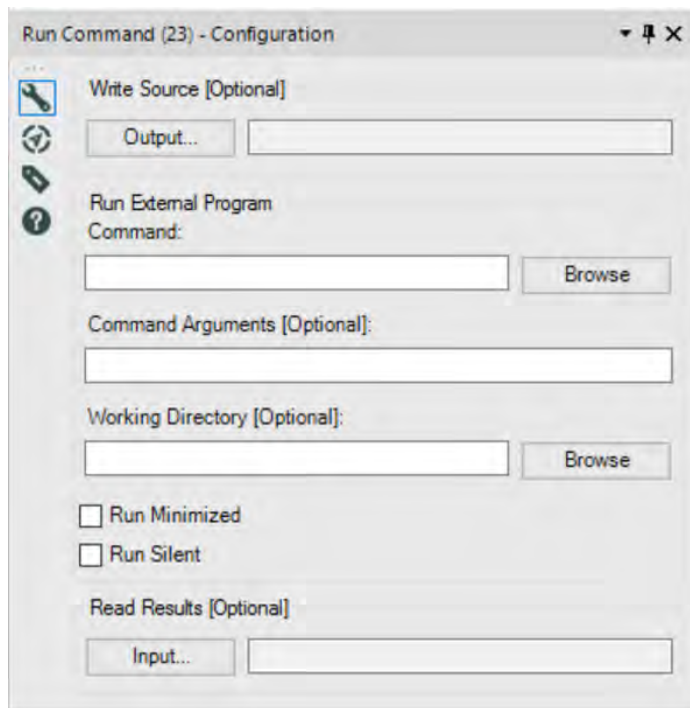 Run Command (23) - Configuration
Write Source [Optional]
Output...
Run External Program
Command:
Browse
Command Arguments [Optional]:
Working Directory [Optional]:
Browse
Run Minimized
Run Silent
Read Results [Optional]
Input...